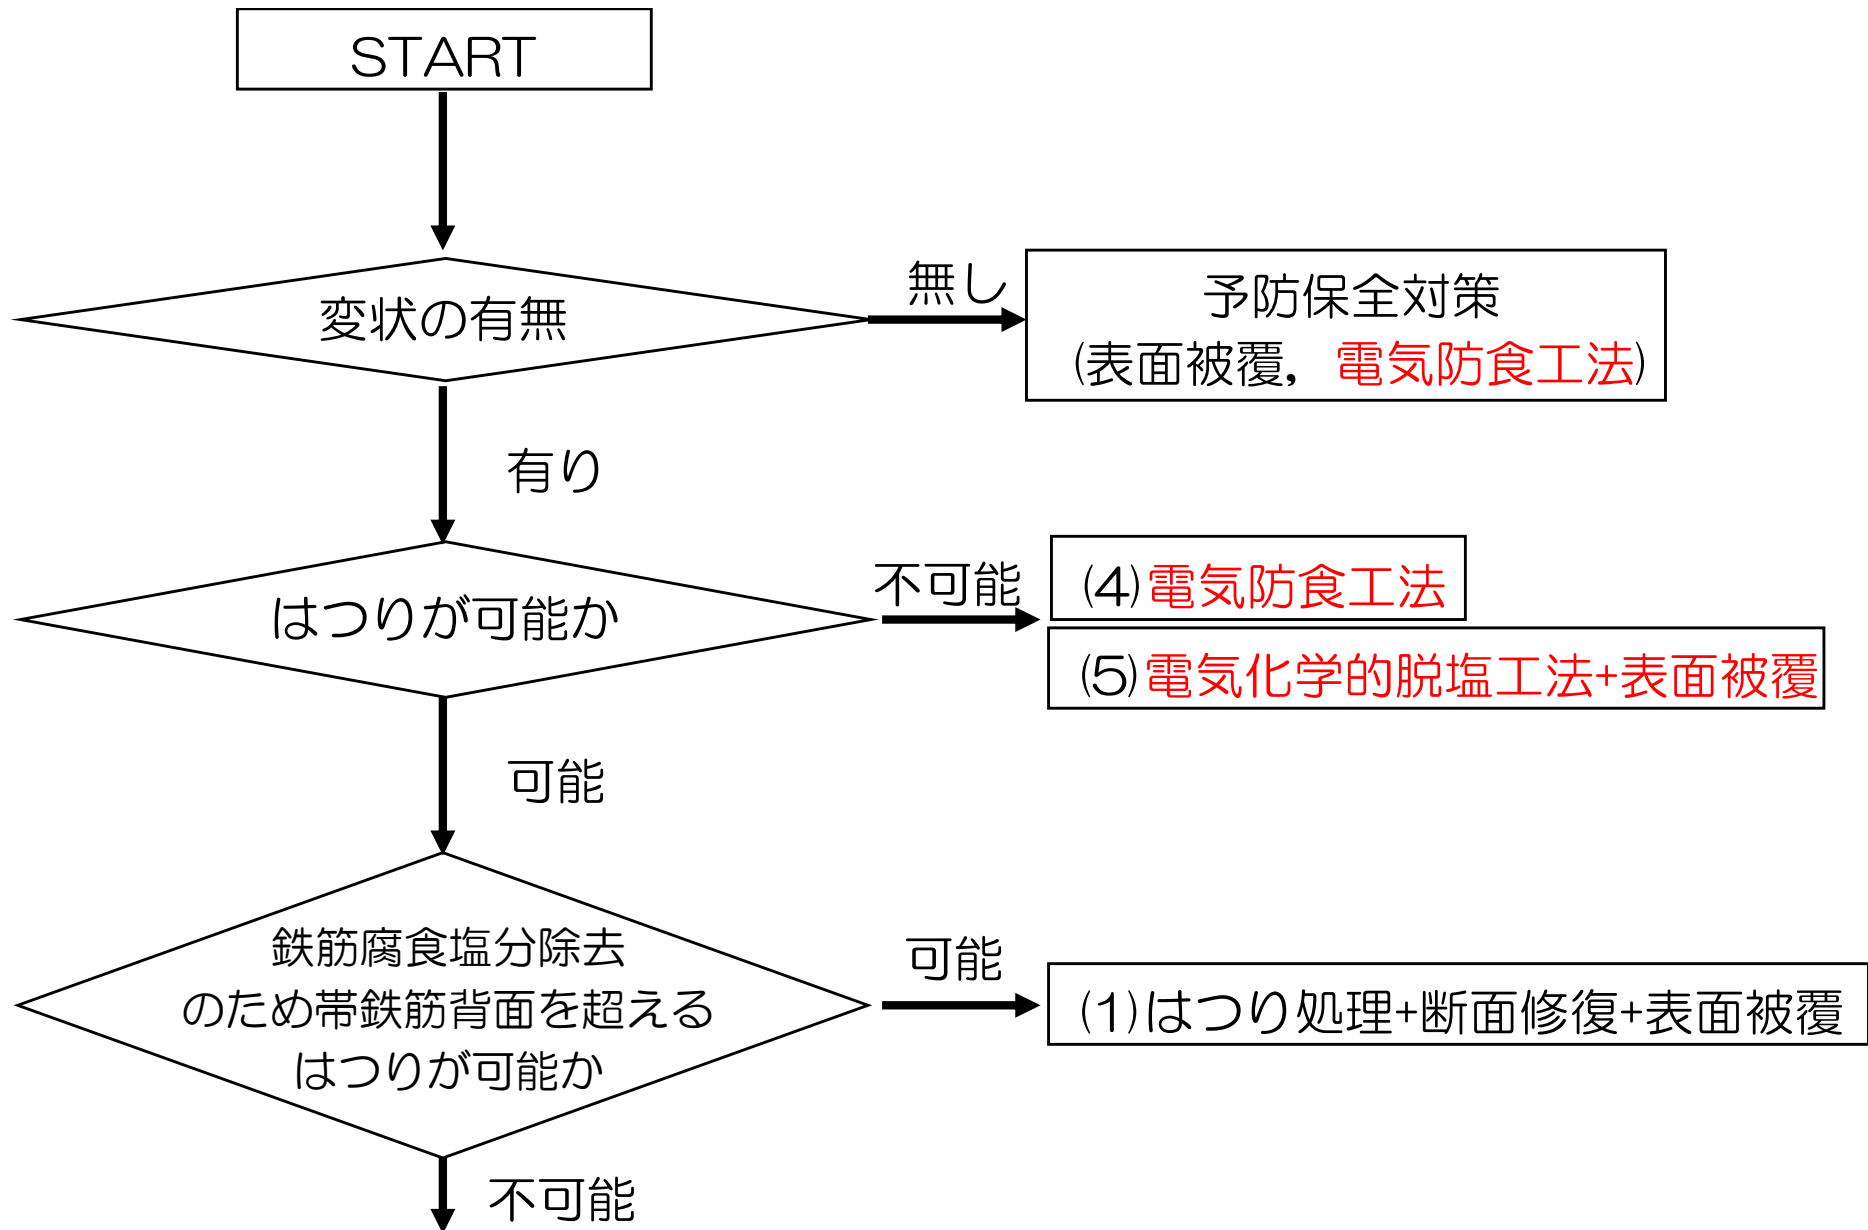 START
変状の有無
無し
予防保全対策
(表面被覆，電気防食工法)
有り
はつりが可能か
不可能
(4)電気防食工法
(5)電気化学的脱塩工法+表面被覆
可能
鉄筋腐食塩分除去
のため帯鉄筋背面を超える
はつりが可能か
可能
(1)はつり処理+断面修復+表面被覆
不可能